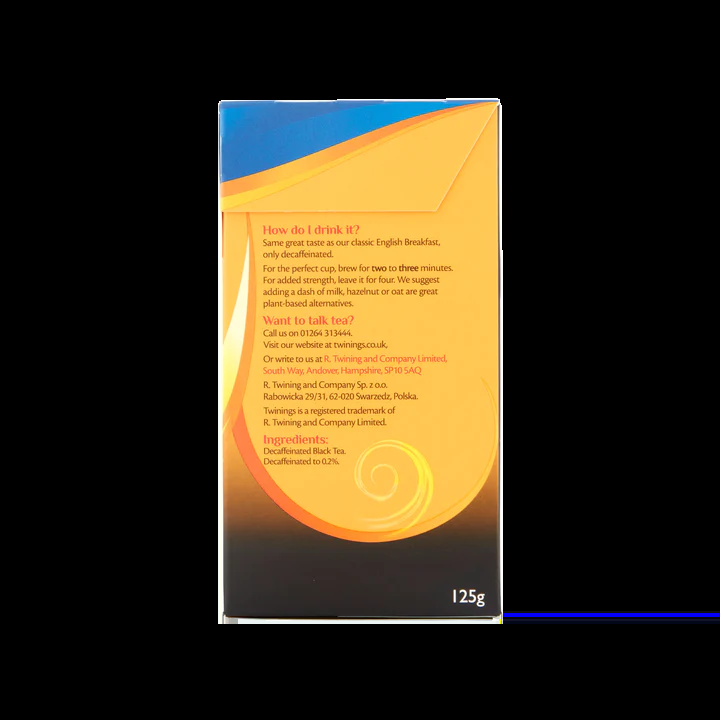 How do I drink it?
Same great taste as our classic English Breakfast,
only decaffeinated.
For the perfect cup, brew for two to three minutes.
For added strength, leave it for four. We suggest
adding a dash of milk, hazelnut or oat are great
plant-based alternatives.
Want to talk tea?
Call us on 01264 313444.
Visit our website at twinings.co.uk,
Or write to us at R. Twining and Company Limited,
South Way, Andover, Hampshire, SP10 5AQ
R. Twining and Company Sp. z o.o.
Rabowicka 29/31, 62-020 Swarzedz, Polska.
Twinings is a registered trademark of
R. Twining and Company Limited.
Ingredients:
Decaffeinated Black Tea.
Decaffeinated to 0.2%.
125g